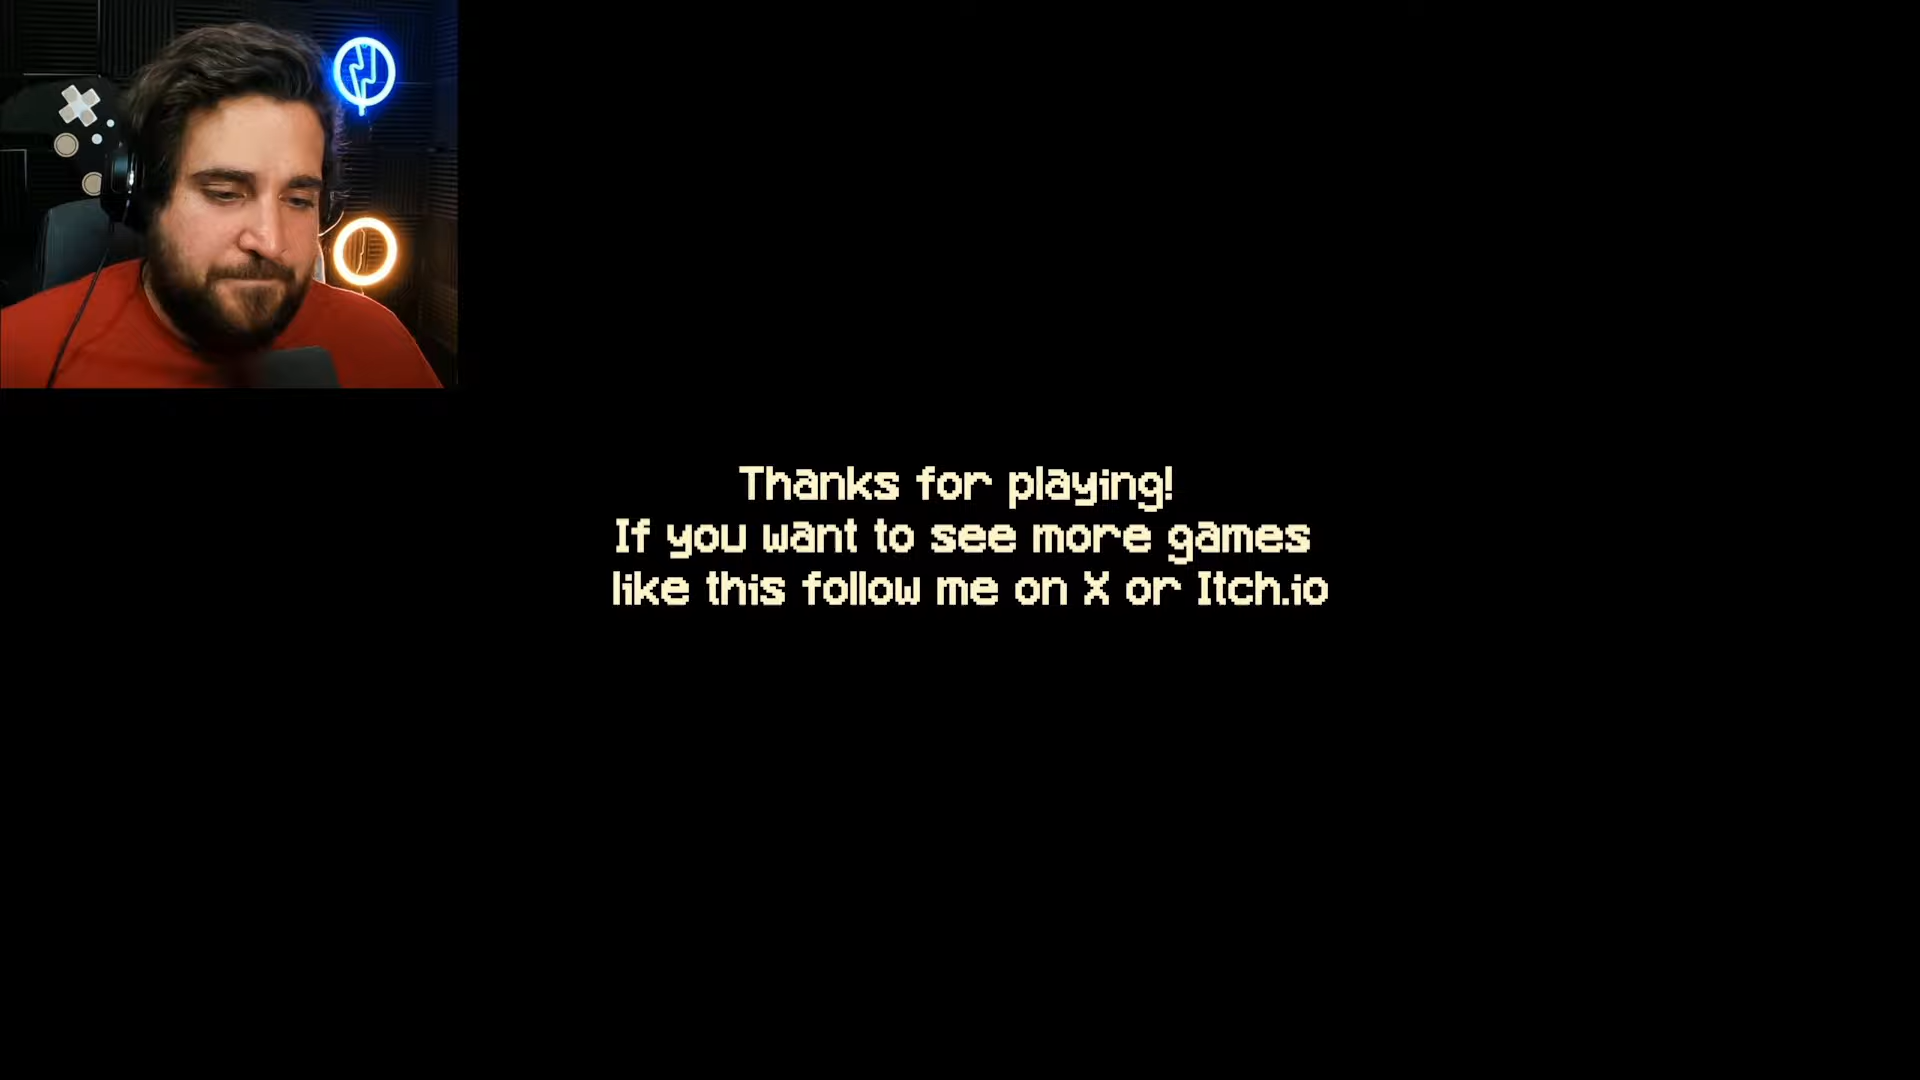 Thanks for playing!
If you want to see more games
like this follow me on X or Itch.io